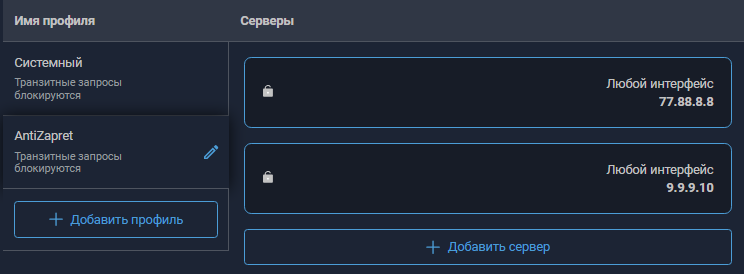 Имя профиля
Серверы
Системный
Транзитные запросы
блокируются
AntiZapret
Транзитные запросы
блокируются
Добавить профиль
Любой интерфейс
77.88.8.8
Любой интерфейс
9.9.9.10
Добавить сервер